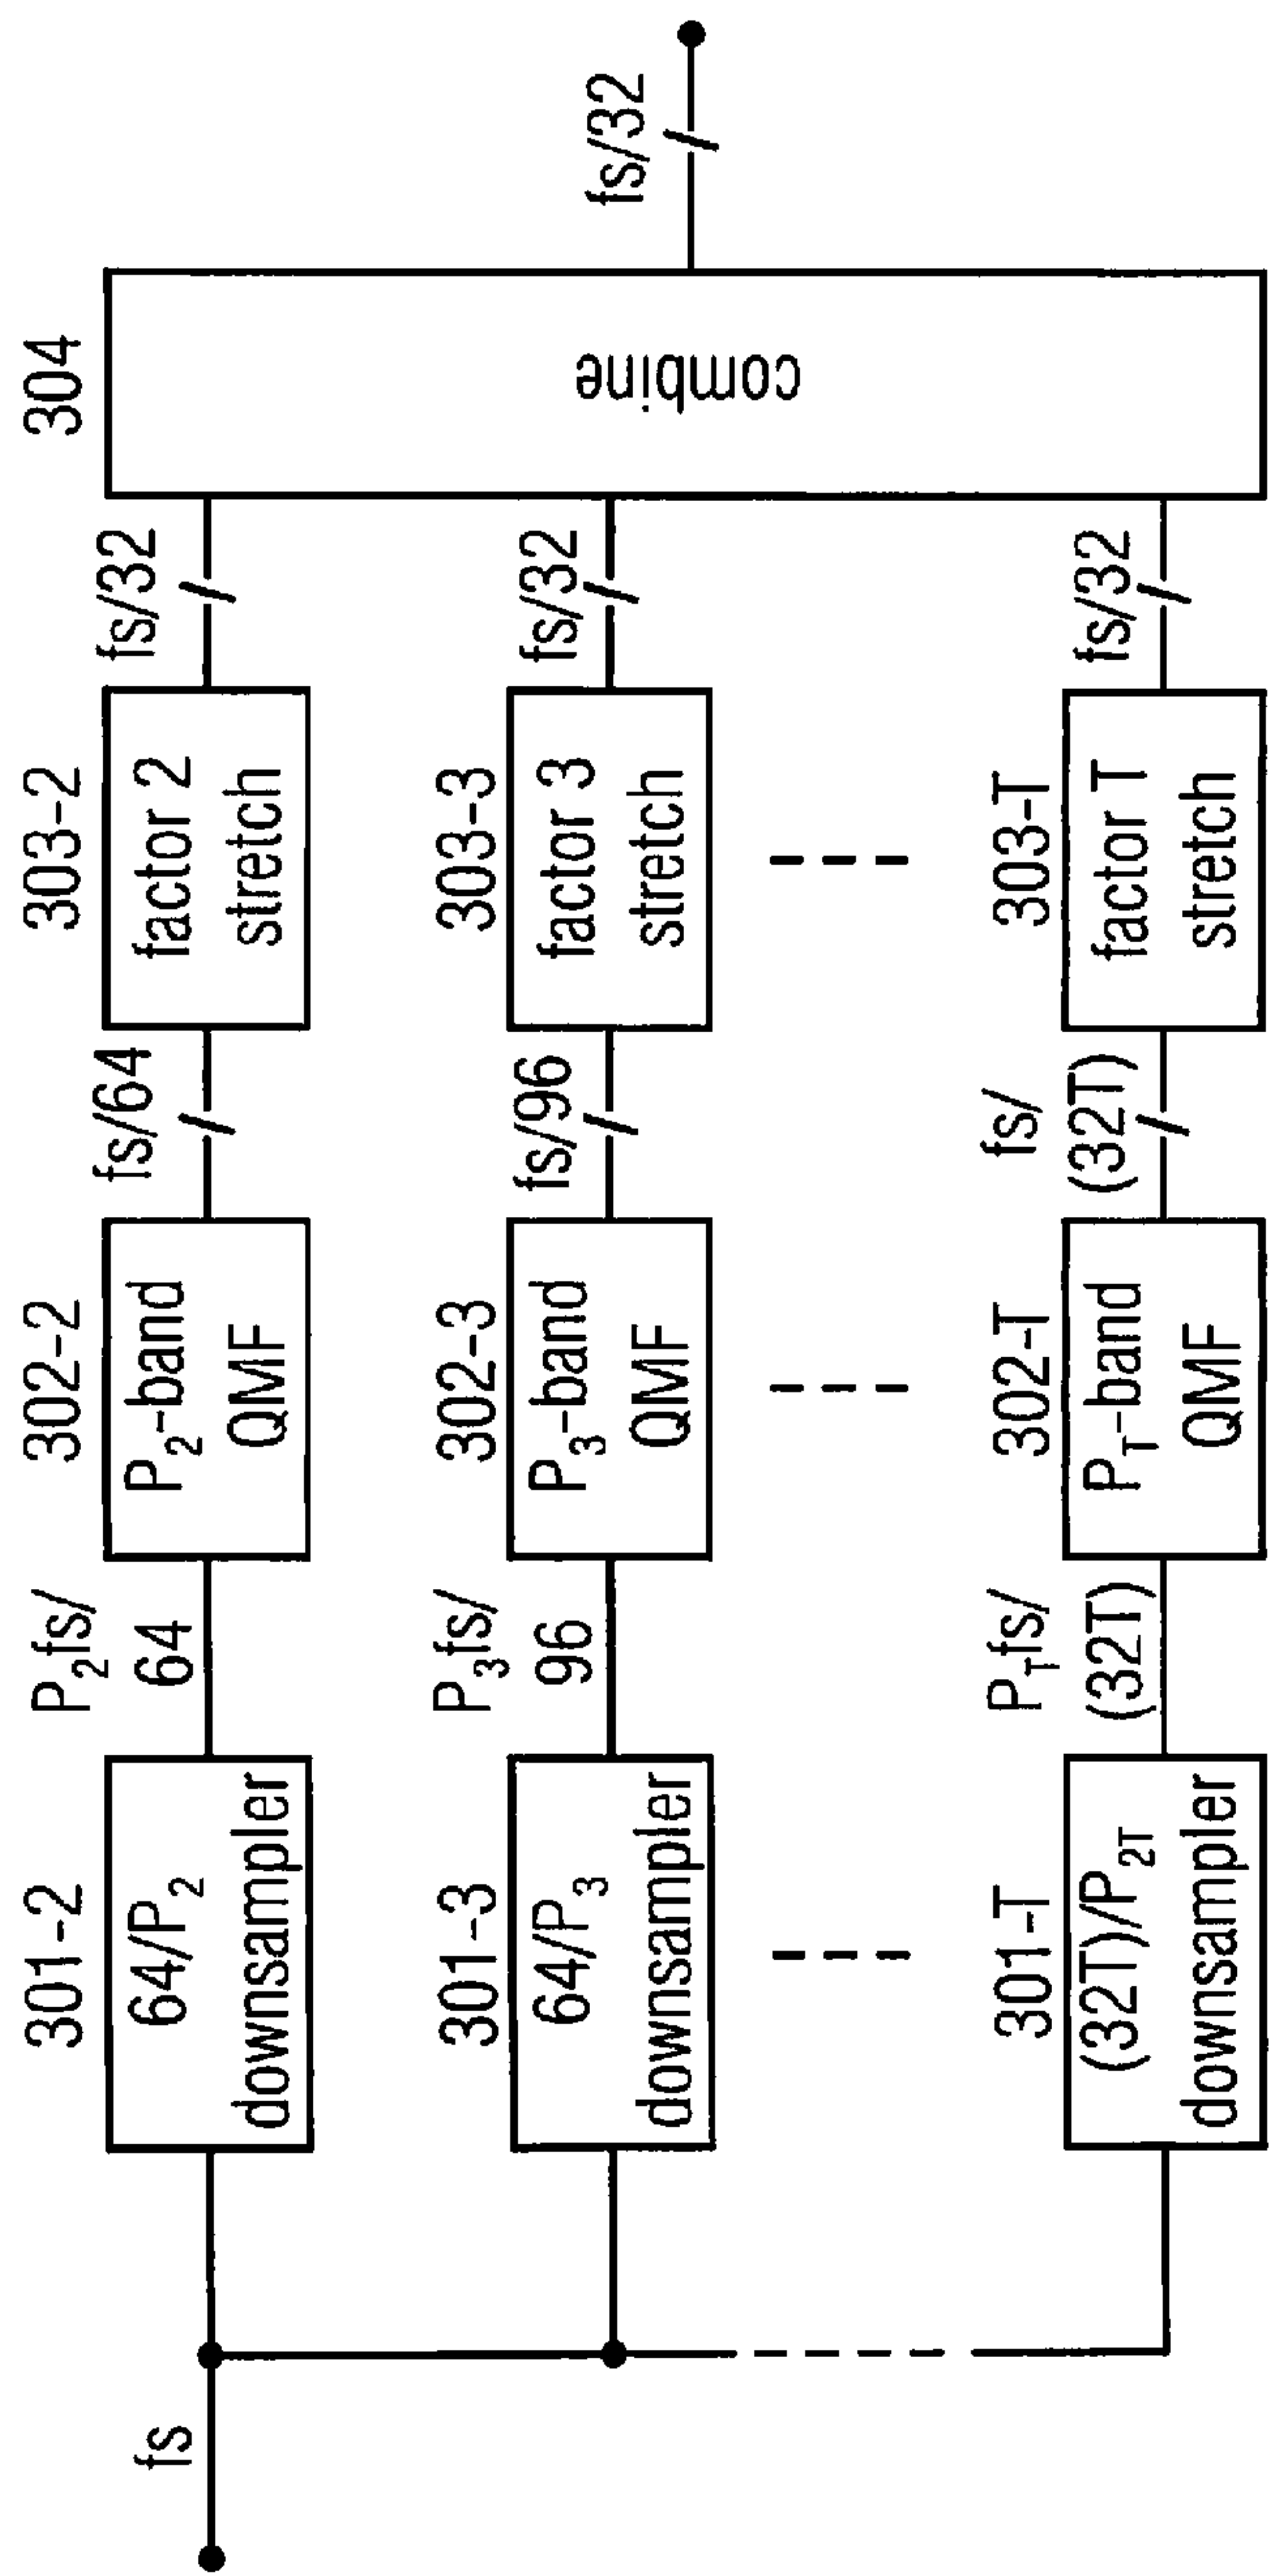 fs
301-2
64/P2
downsampler
P2fs/
64
302-2
P2-band
QMF
fs/64
303-2
factor 2
stretch
fs/32
301-3
64/P3
downsampler
P3fs/
96
302-3
P3-band
QMF
fs/96
303-3
factor 3
stretch
fs/32
301-T
(32T)/P2T
downsampler
PTfs/
(32T)
302-T
PT-band
QMF
fs/
(32T)
303-T
factor T
stretch
fs/32
304
combine
fs/32